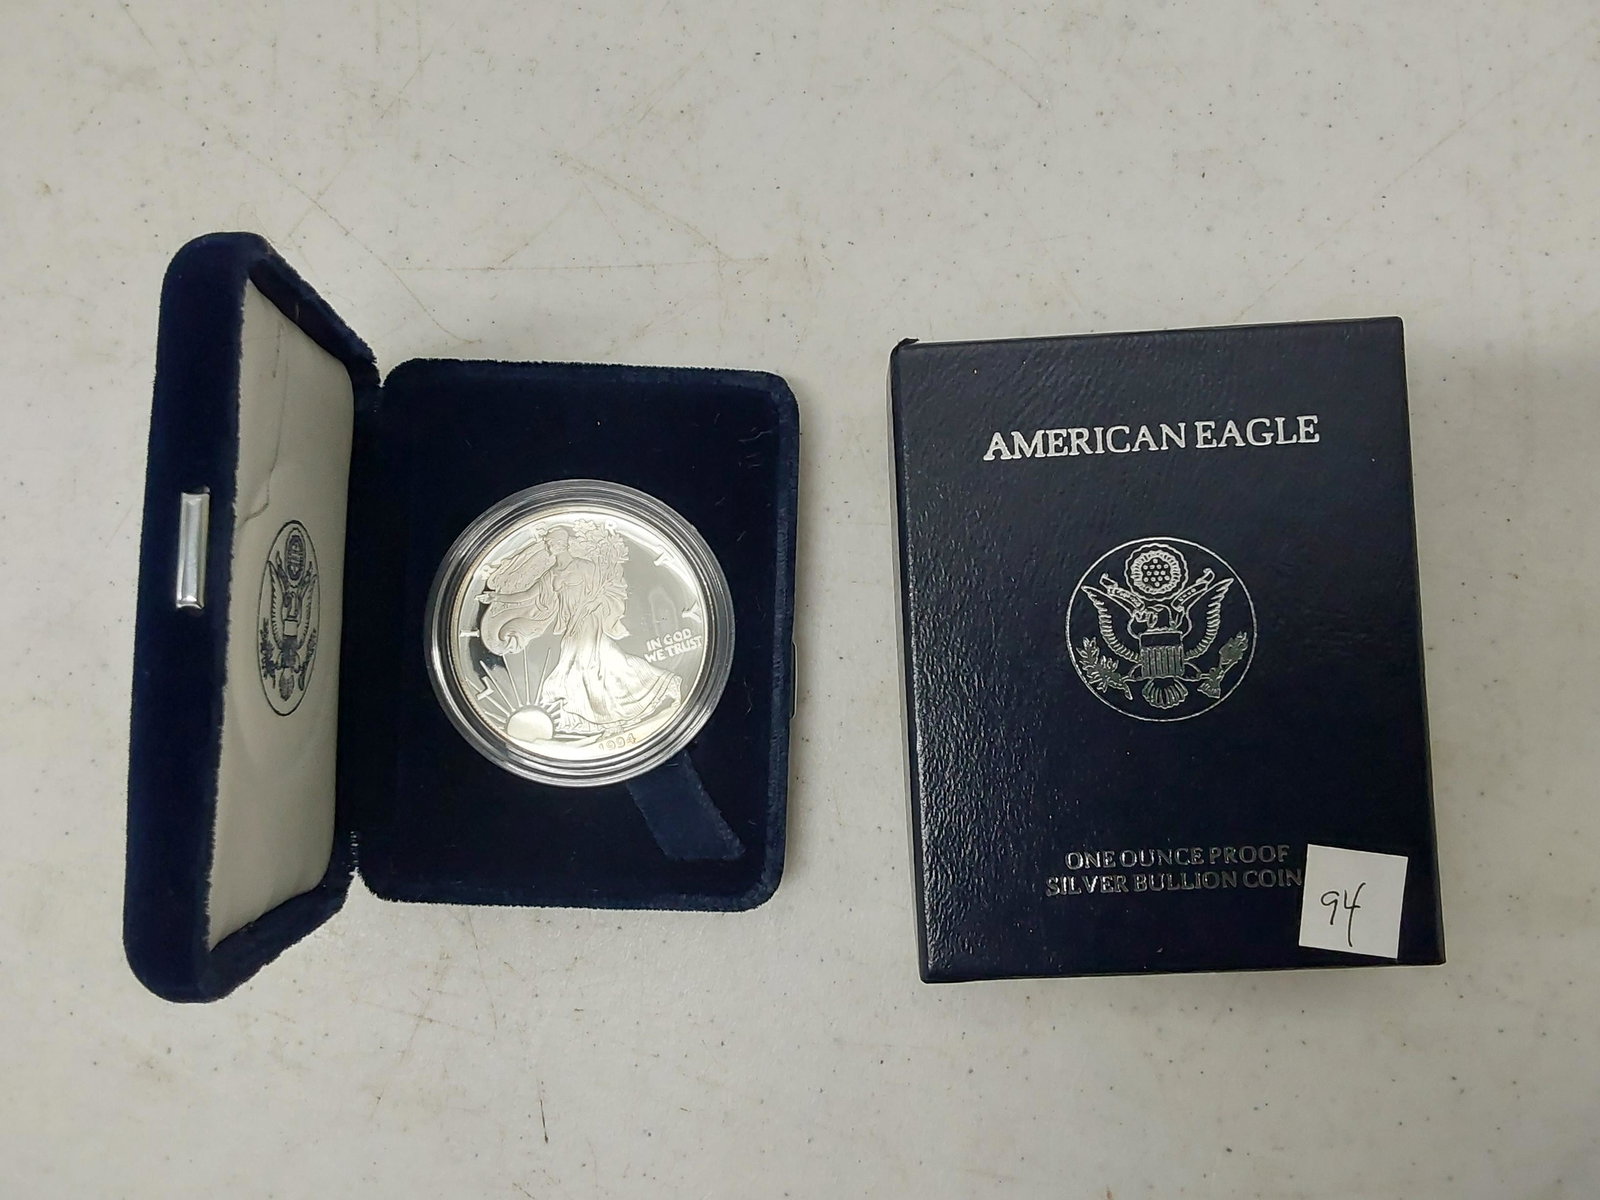 LIBERTY
IN GOD
WE TRUST
1994
AMERICAN EAGLE
ONE OUNCE PROOF
SILVER BULLION COIN
94